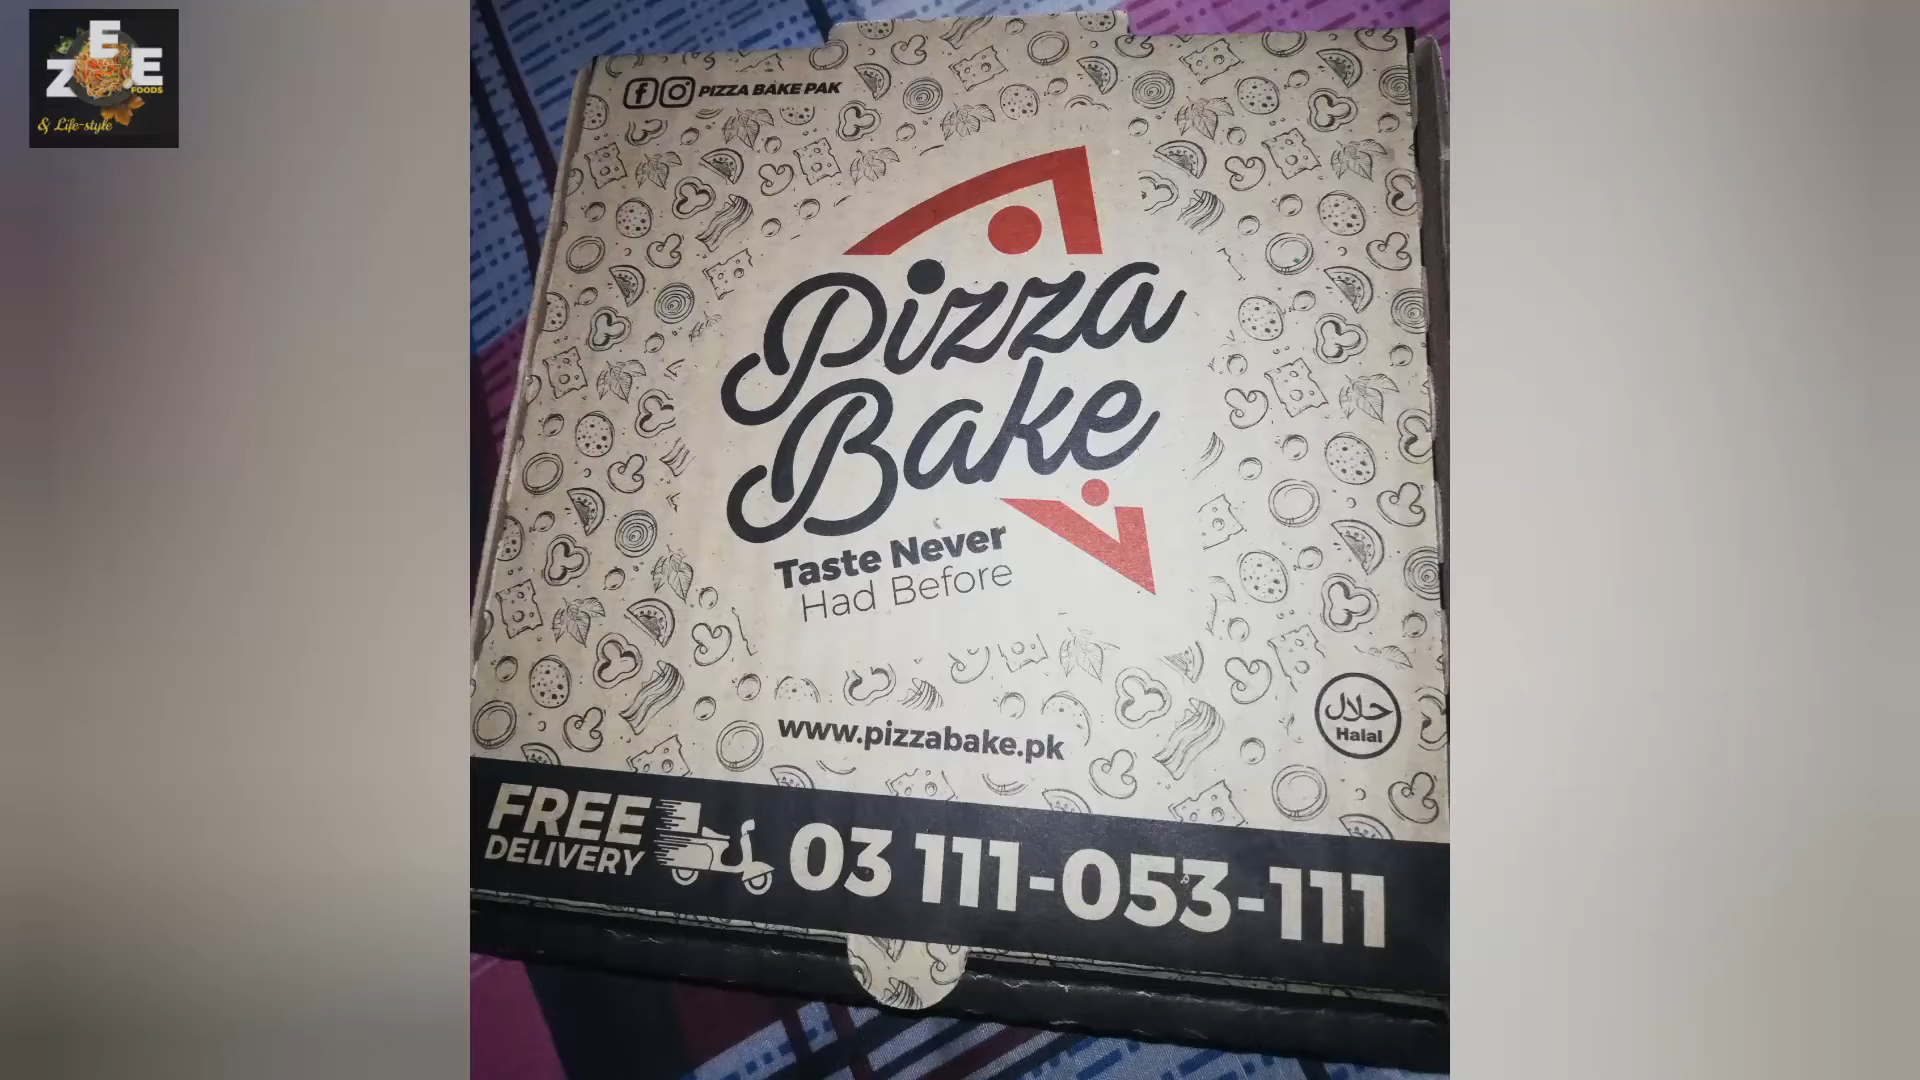 ZEEE
FOODS
& Life-style
PIZZA BAKE PAK
Pizza
Bake
Taste Never
Had Before
www.pizzabake.pk
حلال
Halal
FREE
DELIVERY
03 111-053-111